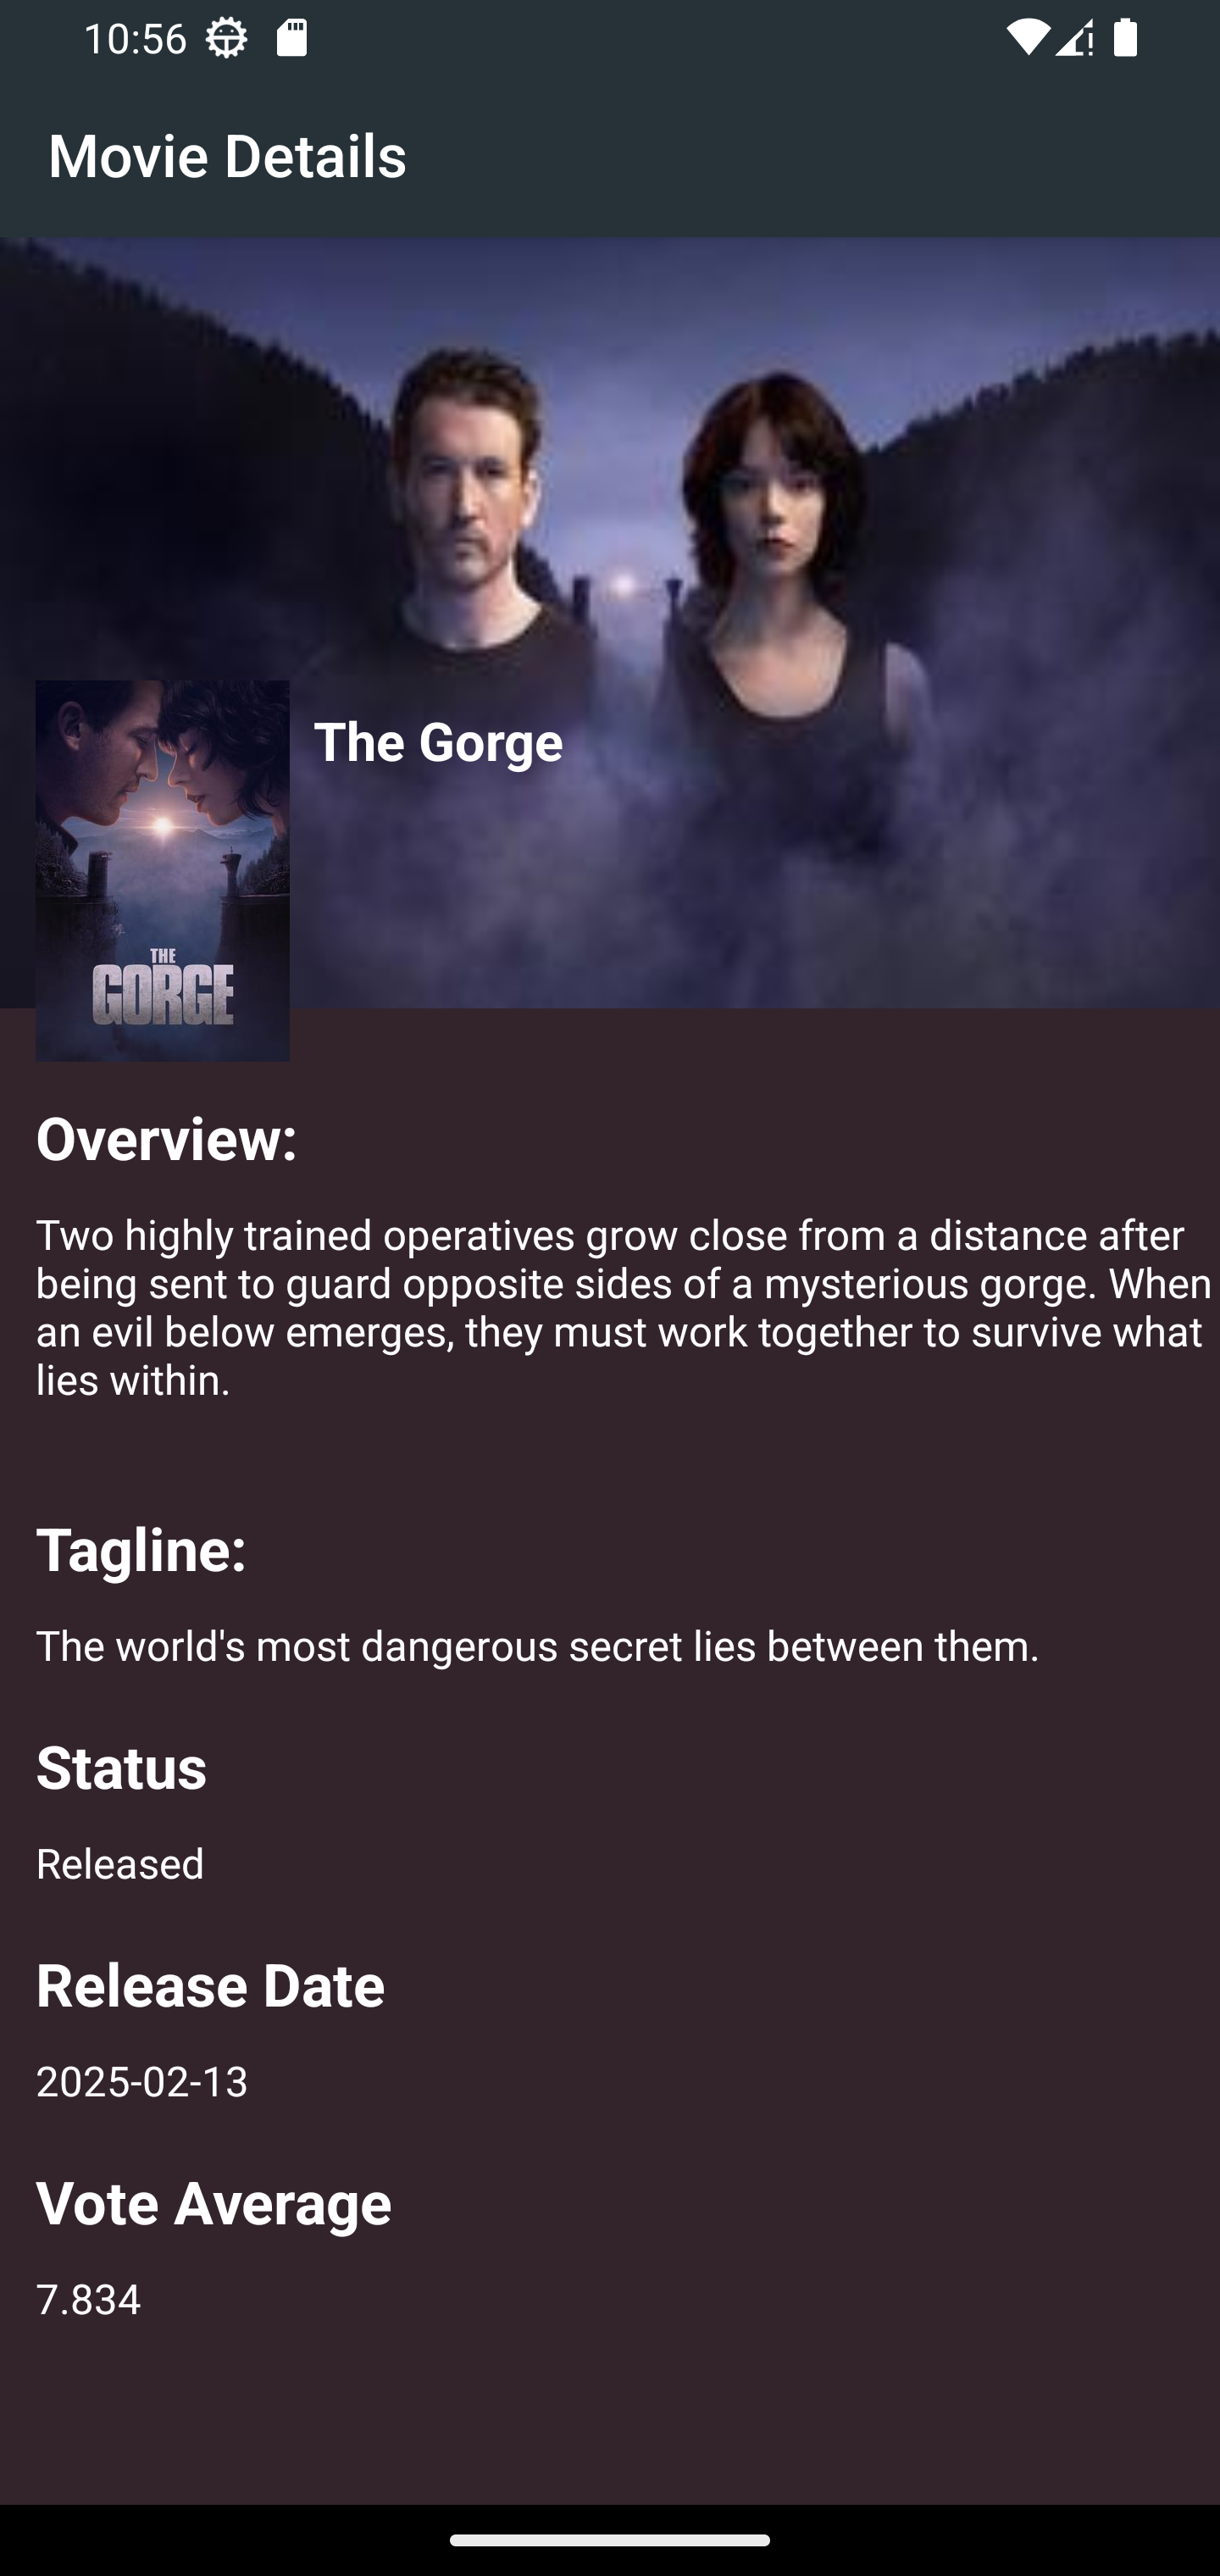 10:56
Movie Details
The Gorge
THE
GORGE
Overview:
Two highly trained operatives grow close from a distance after
being sent to guard opposite sides of a mysterious gorge. When
an evil below emerges, they must work together to survive what
lies within.
Tagline:
The world's most dangerous secret lies between them.
Status
Released
Release Date
2025-02-13
Vote Average
7.834